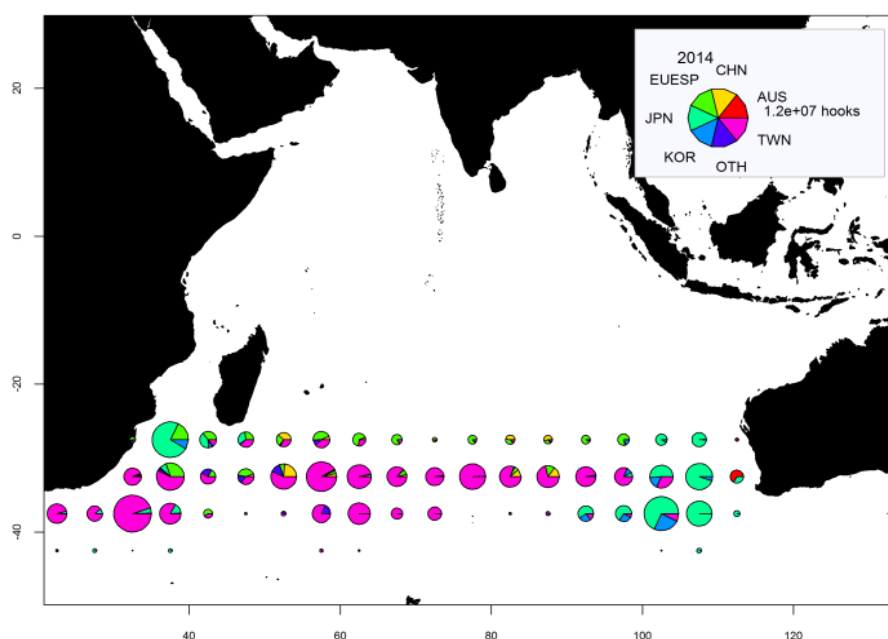 2014
CHN
EUESP
AUS
JPN
1.2e+07 hooks
TWN
KOR
OTH
20
0
-20
-40
40
60
80
100
120